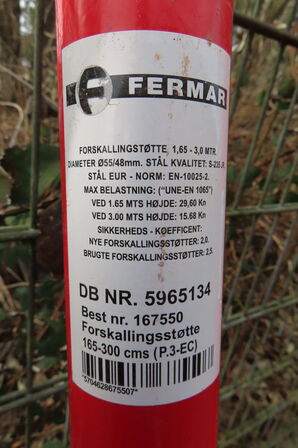 F FERMAR
FORSKALLINGSTØTTE 1,65 - 3,0 MTR.
DIAMETER Ø55/48mm. STÅL KVALITET: S-235 JR.
STÅL EUR - NORM: EN-10025-2.
MAX BELASTNING: ("UNE-EN 1065")
VED 1.65 MTS HØJDE: 29,60 Kn
VED 3.00 MTS HØJDE: 15.68 Kn
SIKKERHEDS - KØEFFICENT:
NYE FORSKALLINGSSTØTTER: 2,0.
BRUGTE FORSKALLINGSSTØTTER: 2,5.
DB NR. 5965134
Best nr. 167550
Forskallingsstøtte
165-300 cms (P.3-EC)
*5704628675507*